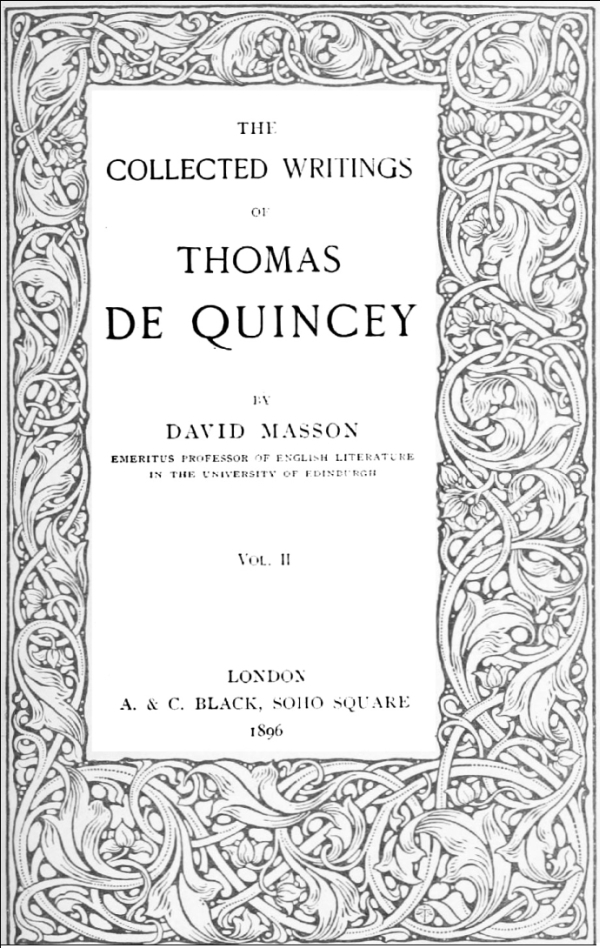 THE
COLLECTED WRITINGS
OF
THOMAS
DE QUINCEY
BY
DAVID MASSON
EMERITUS PROFESSOR OF ENGLISH LITERATURE
IN THE UNIVERSITY OF EDINBURGH
VOL. II
LONDON
A. & C. BLACK, SOHO SQUARE
1896